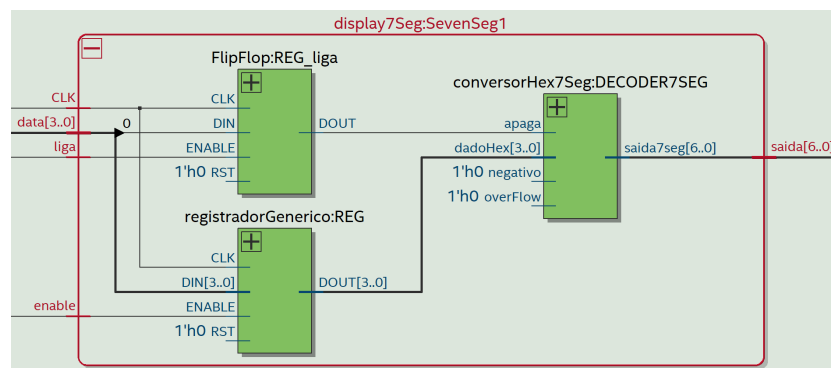 display7Seg:SevenSeg1
FlipFlop:REG_liga
conversorHex7Seg:DECODER7SEG
CLK
CLK
data[3..0]
0
DIN
DOUT
apaga
liga
ENABLE
dadoHex[3..0]
saida7seg[6..0]
saida[6..0]
1'h0 RST
1'h0 negativo
1'h0 overFlow
registradorGenerico:REG
CLK
DIN[3..0]
DOUT[3..0]
enable
ENABLE
1'h0 RST